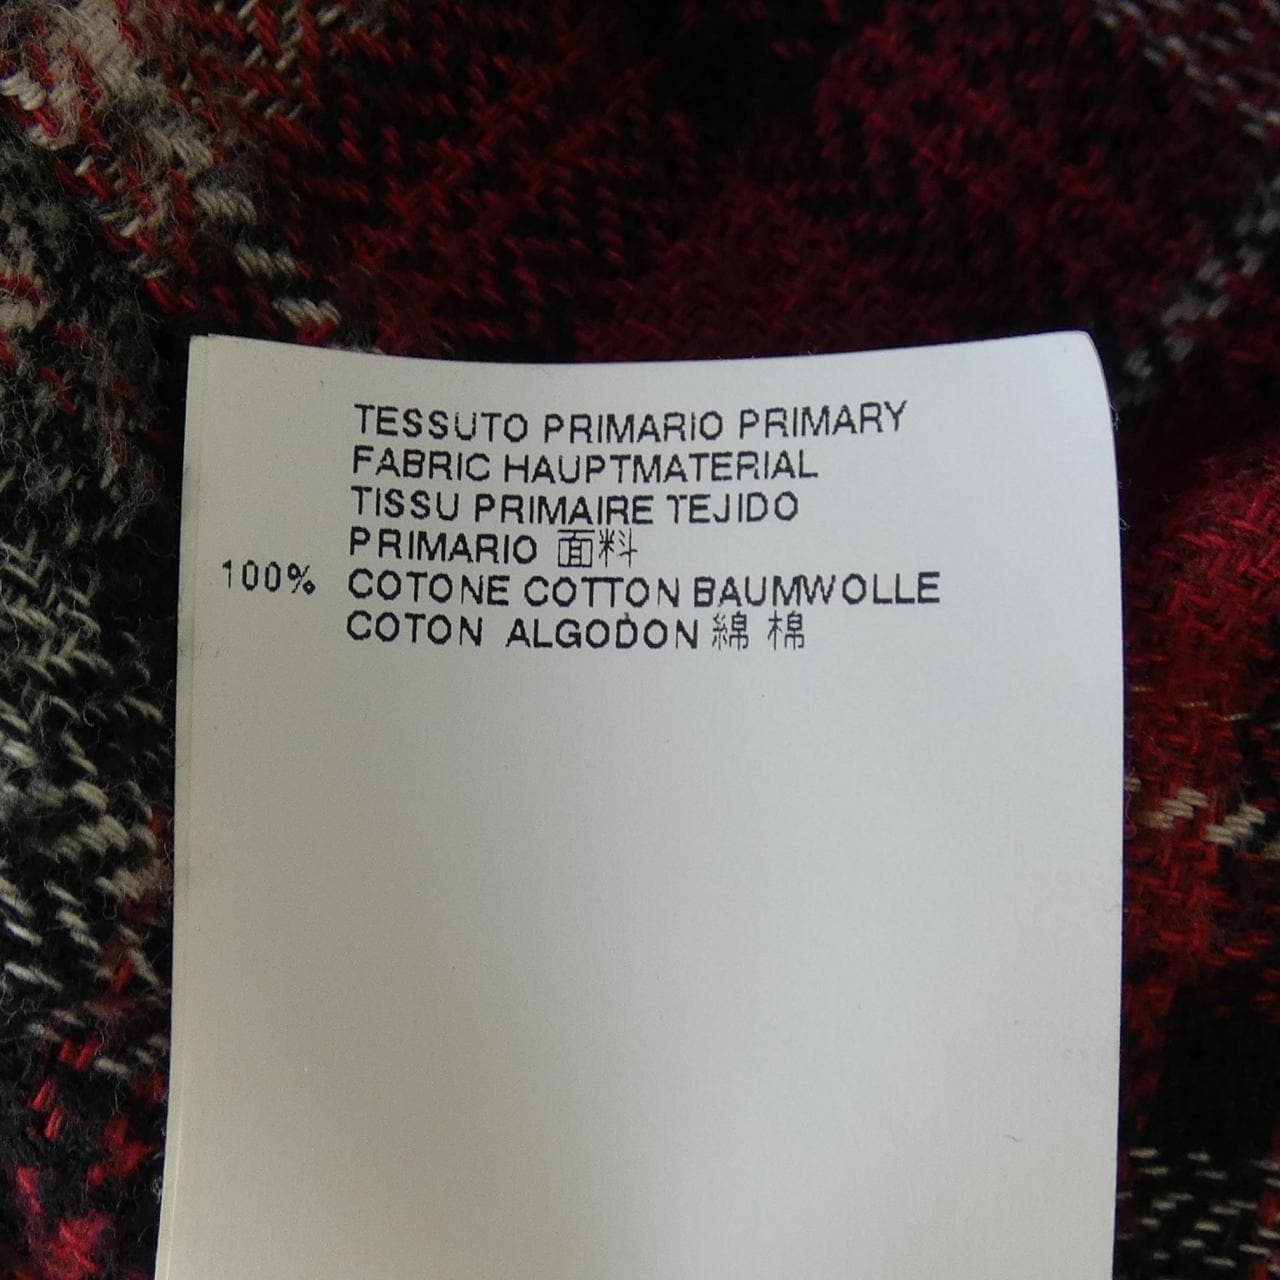 TESSUTO PRIMARIO PRIMARY
FABRIC HAUPTMATERIAL
TISSU PRIMAIRE TEJIDO
PRIMARIO 面料
100% COTONE COTTON BAUMWOLLE
COTON ALGODON 綿 棉